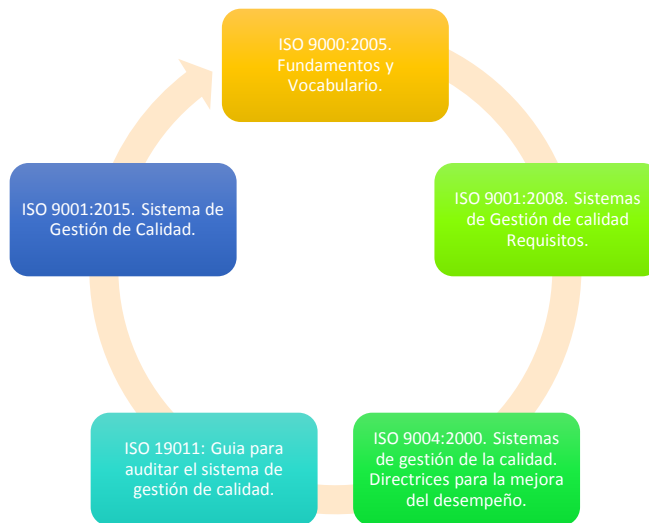 ISO 9000:2005.
Fundamentos y
Vocabulario.
ISO 9001:2008. Sistemas
de Gestión de calidad
Requisitos.
ISO 9004:2000. Sistemas
de gestión de la calidad.
Directrices para la mejora
del desempeño.
ISO 19011: Guia para
auditar el sistema de
gestión de calidad.
ISO 9001:2015. Sistema de
Gestión de Calidad.